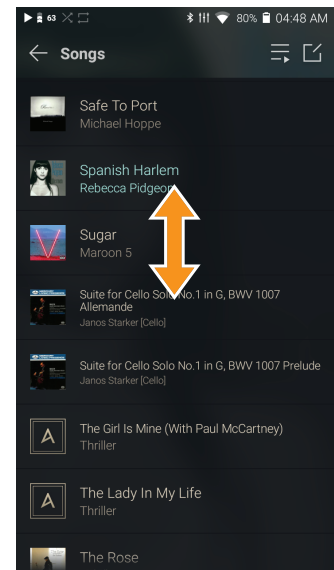 63 80% 04:48 AM
Songs
Safe To Port
Michael Hoppe
Spanish Harlem
Rebecca Pidgeon
Sugar
Maroon 5
Suite for Cello Solo No.1 in G, BWV 1007
Allemande
Janos Starker [Cello]
Suite for Cello Solo No.1 in G, BWV 1007 Prelude
Janos Starker [Cello]
The Girl Is Mine (With Paul McCartney)
Thriller
The Lady In My Life
Thriller
The Rose